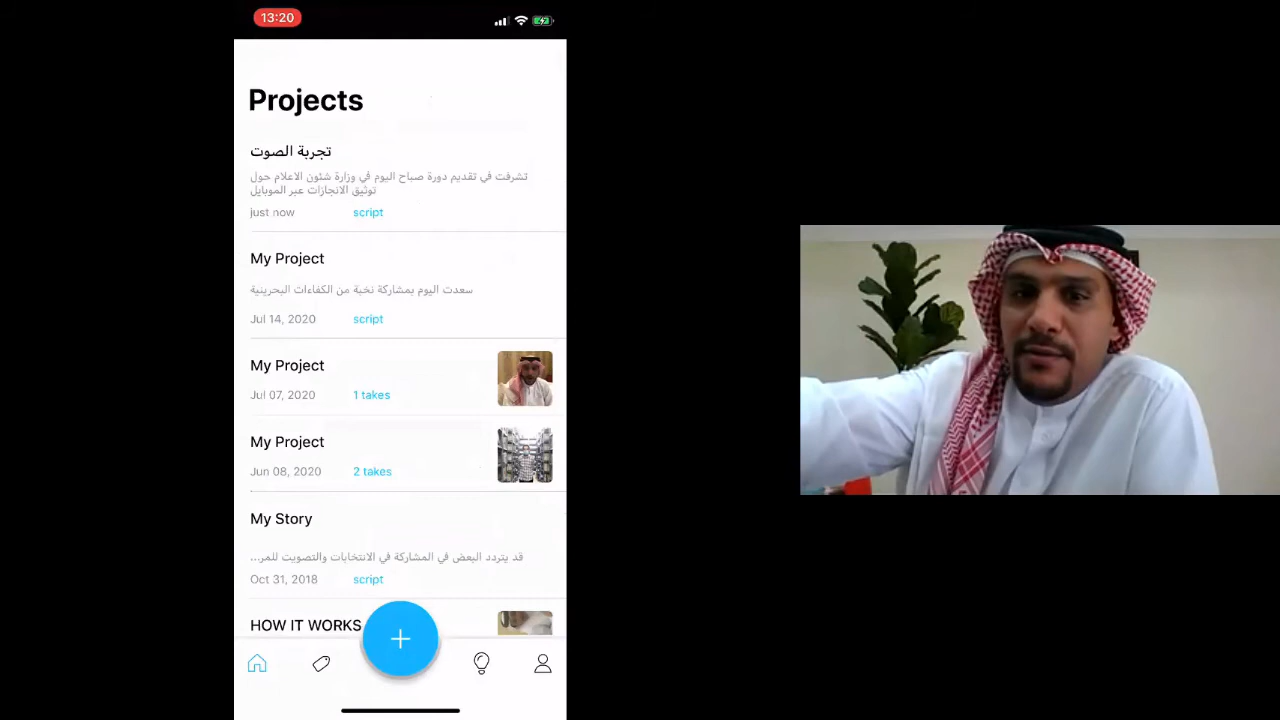 13:20
Projects
تجربة الصوت
تشرفت في تقديم دورة صباح اليوم في وزارة شئون الاعلام حول
توثيق الانجازات عبر الموبايل
just now script
My Project
سعدت اليوم بمشاركة نخبة من الكفاءات البحرينية
Jul 14, 2020 script
My Project
Jul 07, 2020 1 takes
My Project
Jun 08, 2020 2 takes
My Story
قد يتردد البعض في المشاركة في الانتخابات والتصويت للمر...
Oct 31, 2018 script
HOW IT WORKS